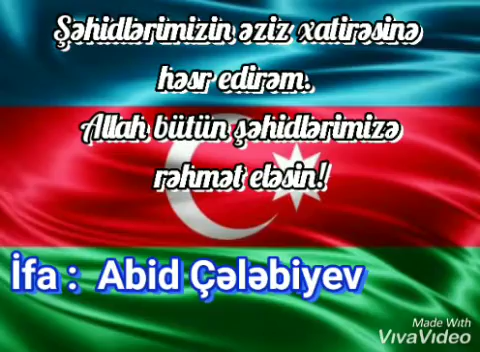 Şəhidlərimizin əziz xatirəsinə
həsr edirəm.
Allah bütün şəhidlərimizə
rəhmət eləsin!
İfa : Abid Çələbiyev
Made With
VivaVideo